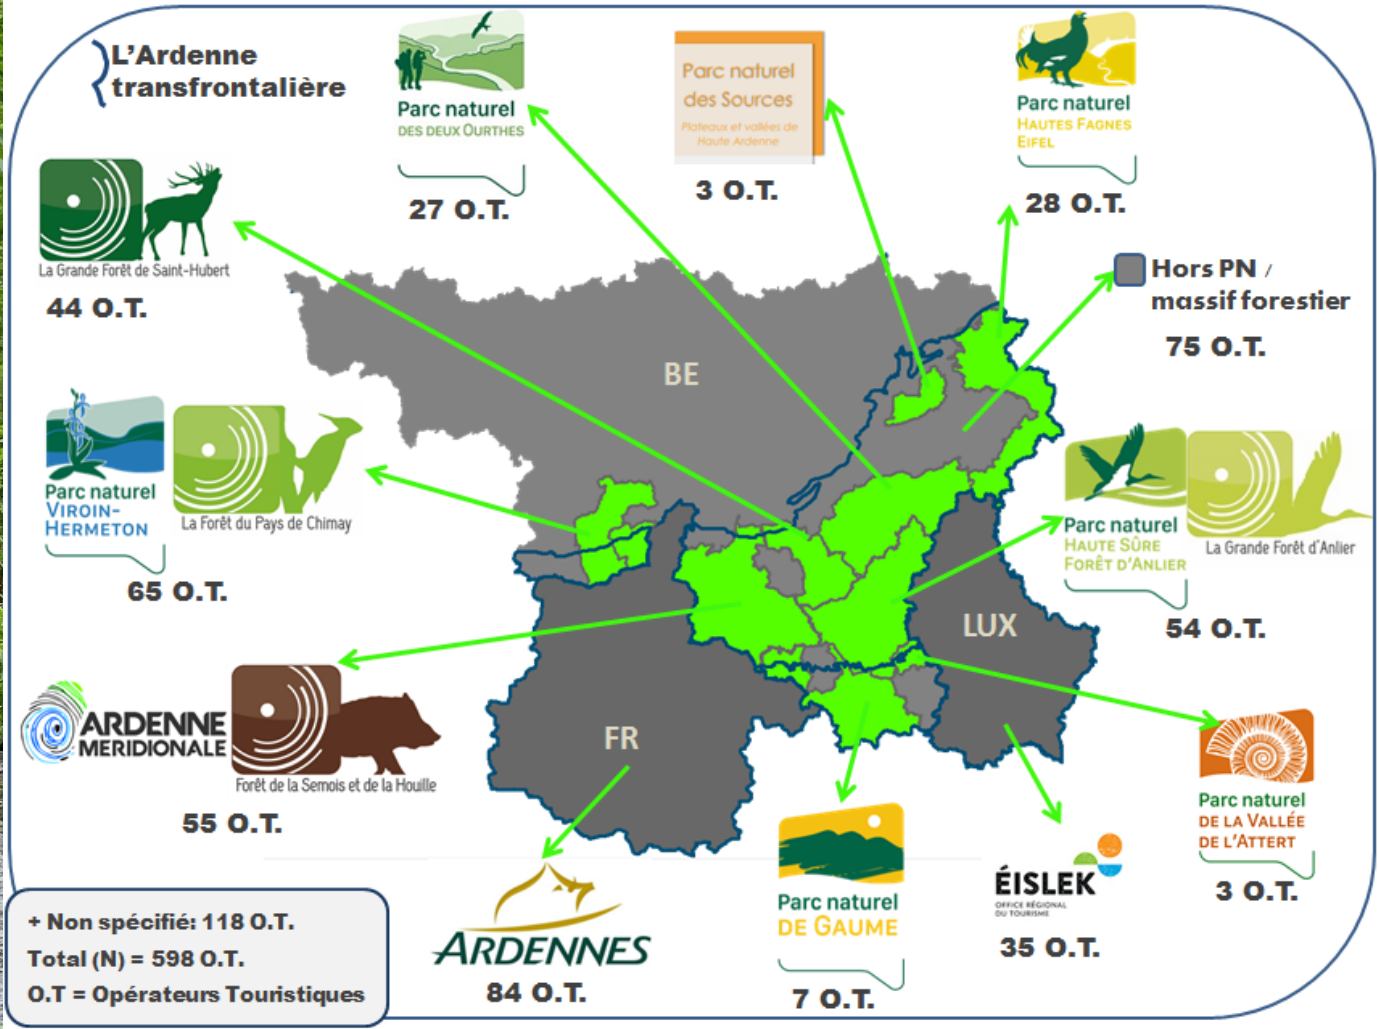 L'Ardenne
transfrontalière
Parc naturel
DES DEUX OURTHES
27 O.T.
Parc naturel
des Sources
Plateaux et vallées de
Haute Ardenne
3 O.T.
Parc naturel
HAUTES FAGNES
EIFEL
28 O.T.
La Grande Forêt de Saint-Hubert
44 O.T.
Hors PN /
massif forestier
75 O.T.
BE
Parc naturel
VIROIN-
HERMETON
La Forêt du Pays de Chimay
65 O.T.
Parc naturel
HAUTE SÛRE
FORÊT D'ANLIER
La Grande Forêt d'Anlier
54 O.T.
LUX
FR
ARDENNE
MERIDIONALE
Forêt de la Semois et de la Houille
55 O.T.
Parc naturel
DE LA VALLÉE
DE L'ATTERT
3 O.T.
ARDENNES
84 O.T.
Parc naturel
DE GAUME
7 O.T.
ÉISLEK
OFFICE RÉGIONAL
DU TOURISME
35 O.T.
+ Non spécifié: 118 O.T.
Total (N) = 598 O.T.
O.T = Opérateurs Touristiques